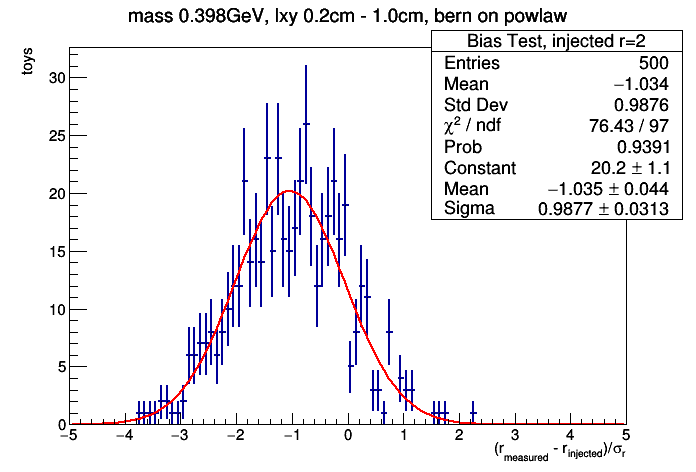 mass 0.398GeV, lxy 0.2cm - 1.0cm, bern on powlaw
Bias Test, injected r=2
Entries 500
Mean −1.034
Std Dev 0.9876
χ² / ndf 76.43 / 97
Prob 0.9391
Constant 20.2 ± 1.1
Mean −1.035 ± 0.044
Sigma 0.9877 ± 0.0313
toys
30
25
20
15
10
5
0
−5 −4 −3 −2 −1 0 1 2 3 4 5
(r_measured - r_injected)/σ_r